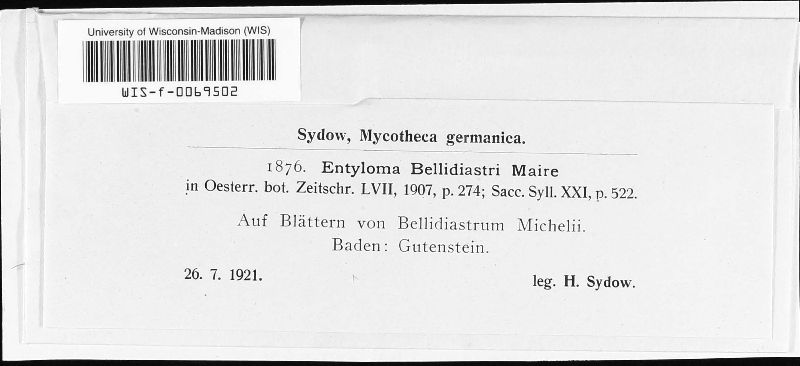 University of Wisconsin-Madison (WIS)
WIS-f-0069502
Sydow, Mycotheca germanica.
1876. Entyloma Bellidiastri Maire
in Oesterr. bot. Zeitschr. LVII, 1907, p. 274; Sacc. Syll. XXI, p. 522.
Auf Blättern von Bellidiastrum Michelii.
Baden: Gutenstein.
26. 7. 1921.
leg. H. Sydow.